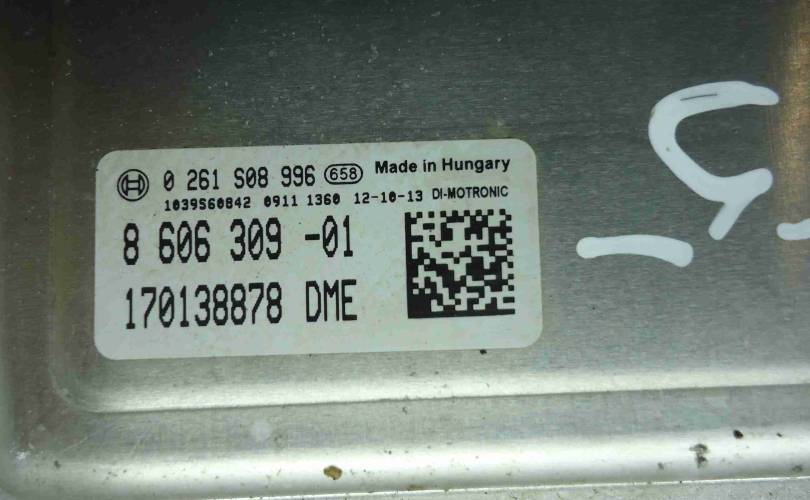 0 261 S08 996 658 Made in Hungary
1039S60842 0911 1360 12-10-13 DI-MOTRONIC
8 606 309 -01
170138878 DME